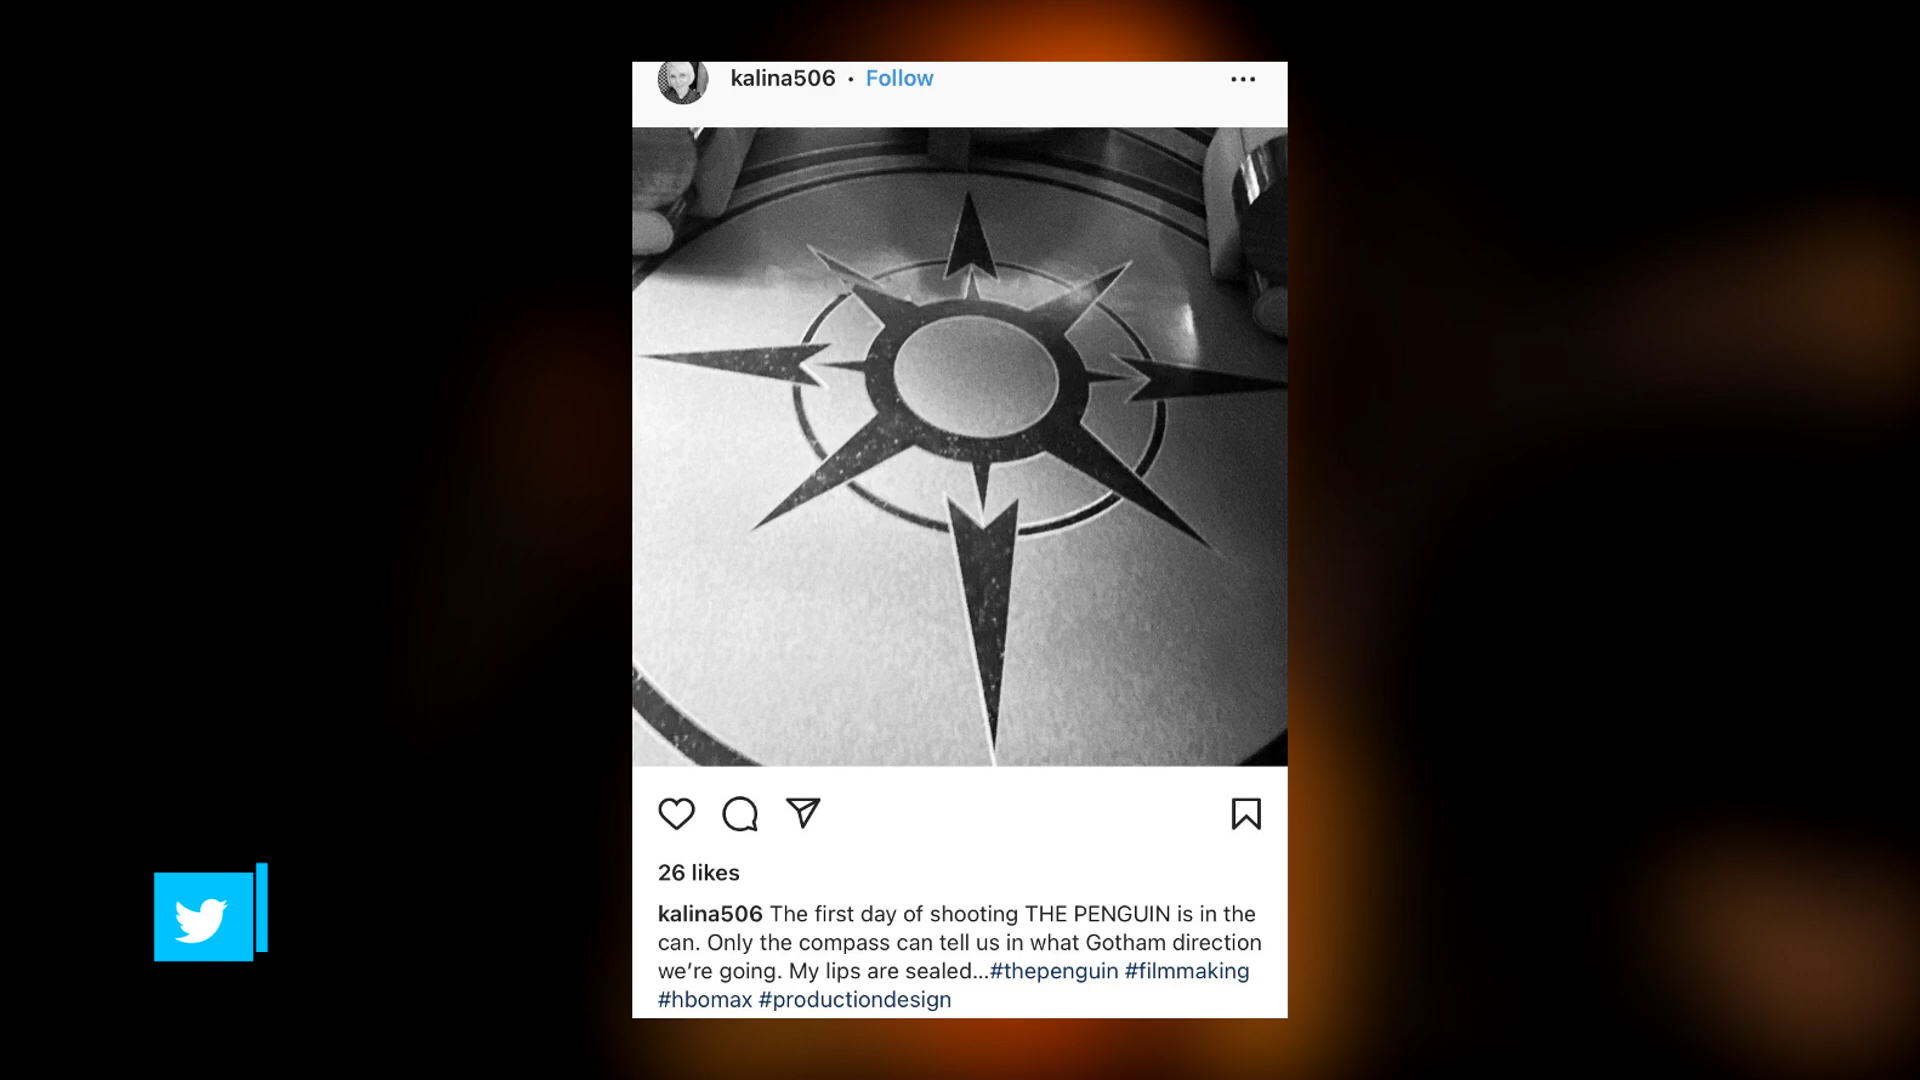 kalina506 • Follow
26 likes
kalina506 The first day of shooting THE PENGUIN is in the
can. Only the compass can tell us in what Gotham direction
we’re going. My lips are sealed...#thepenguin #filmmaking
#hbomax #productiondesign